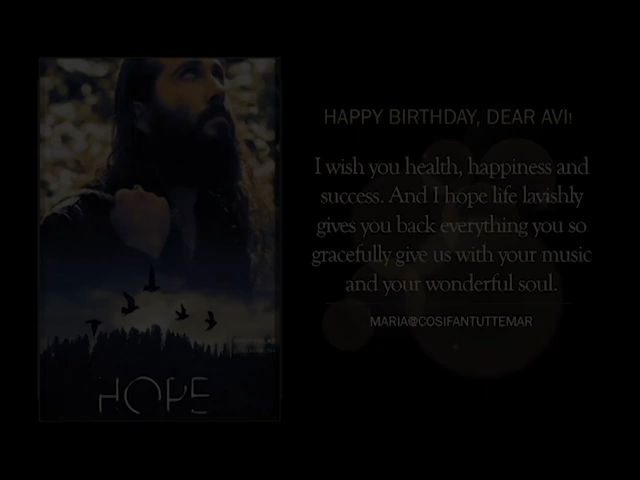 HAPPY BIRTHDAY, DEAR AVI!
I wish you health, happiness and
success. And I hope life lavishly
gives you back everything you so
gracefully give us with your music
and your wonderful soul.
MARIA@COSIFANTUTTEMAR
HOPE